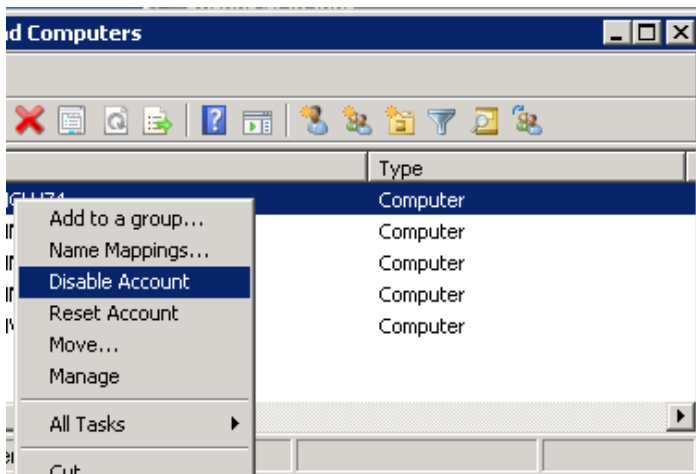 nd Computers
Type
Computer
Computer
Computer
Computer
Computer
Add to a group...
Name Mappings...
Disable Account
Reset Account
Move...
Manage
All Tasks
Cut